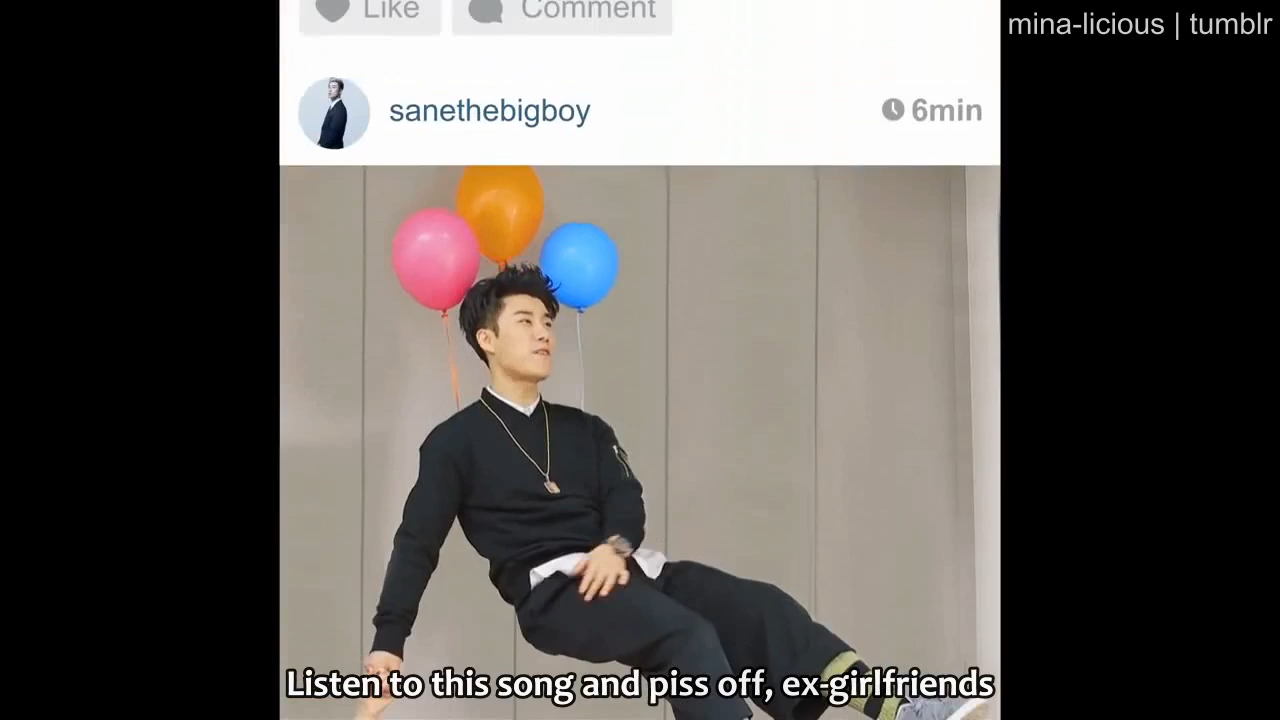 Like Comment
mina-licious | tumblr
sanethebigboy 6min
Listen to this song and piss off, ex-girlfriends